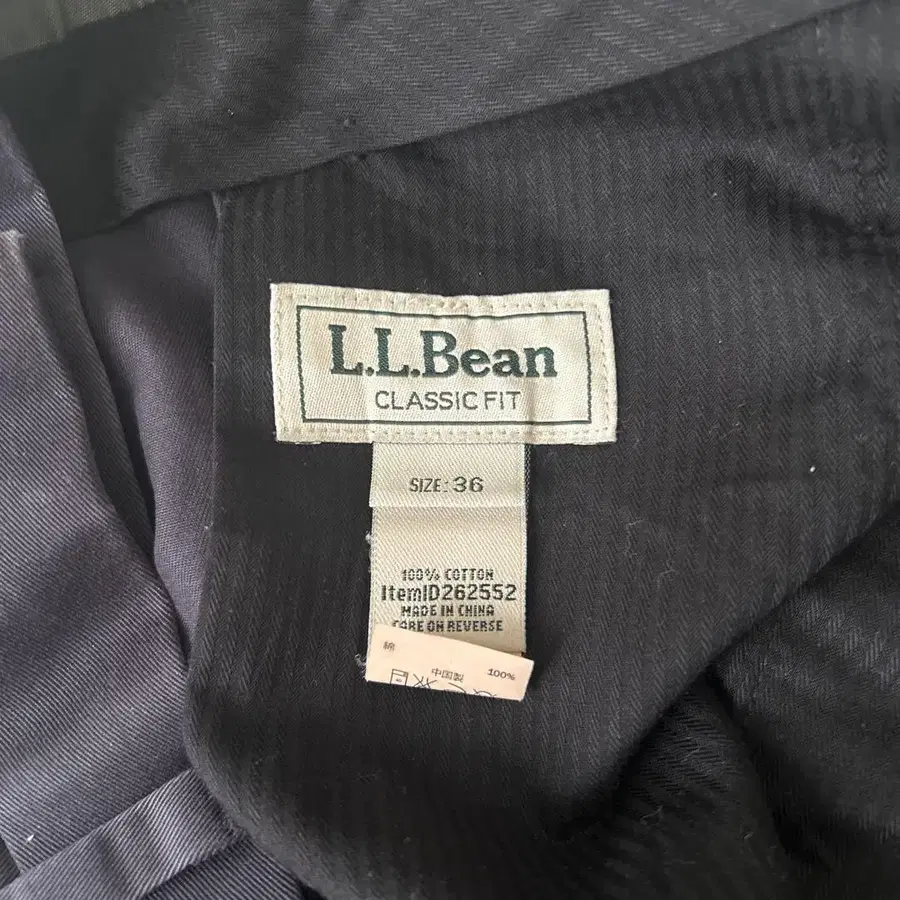 L.L.Bean
CLASSIC FIT
SIZE: 36
100% COTTON
ItemID262552
MADE IN CHINA
CARE ON REVERSE
綿 100%
中国製